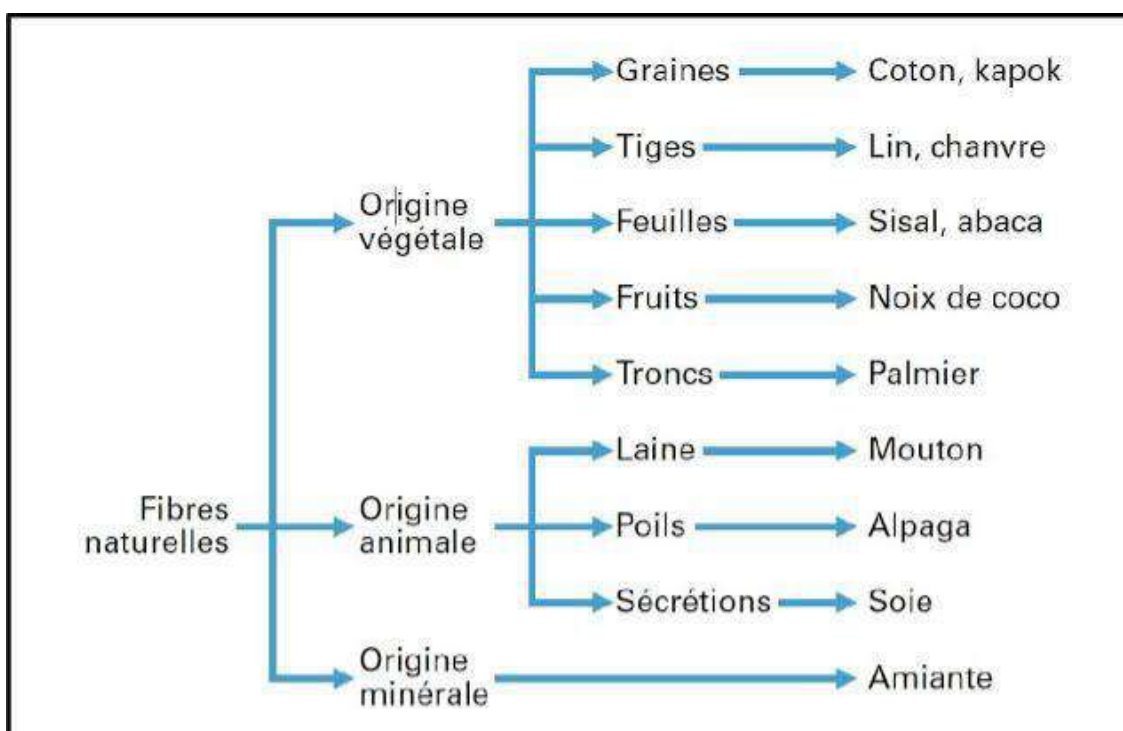 Graines
Coton, kapok
Tiges
Lin, chanvre
Origine
végétale
Feuilles
Sisal, abaca
Fruits
Noix de coco
Troncs
Palmier
Laine
Mouton
Fibres
naturelles
Origine
animale
Poils
Alpaga
Sécrétions
Soie
Origine
minérale
Amiante